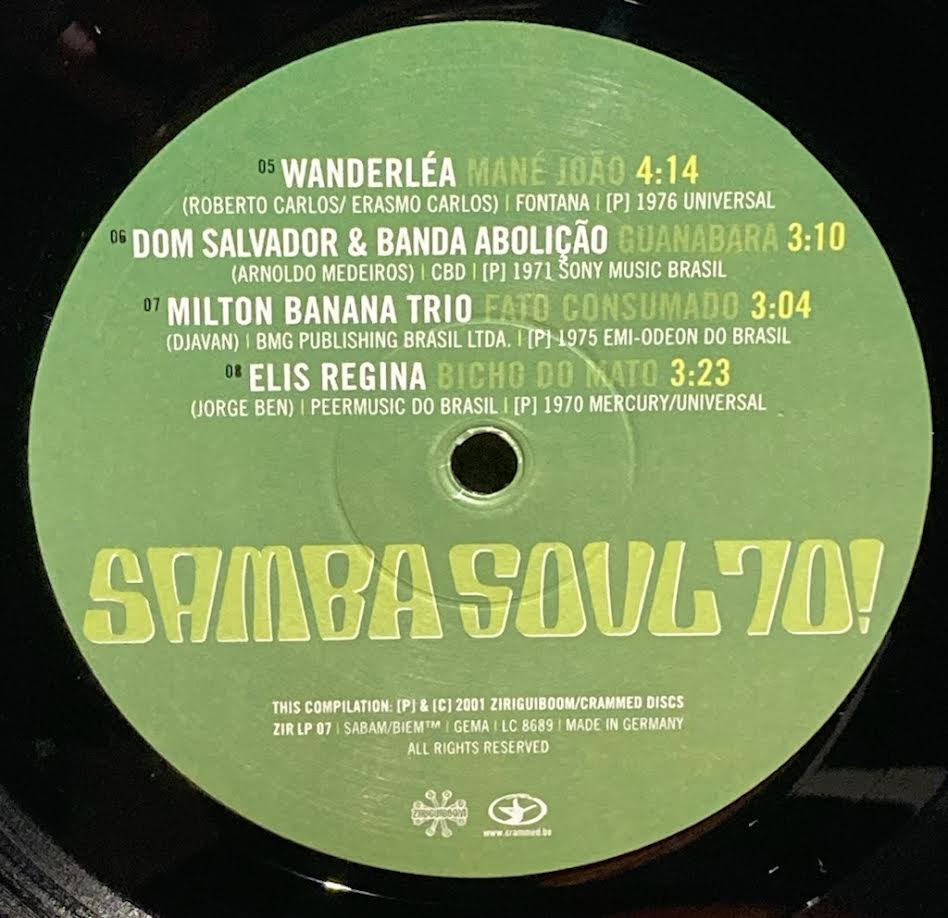 05 WANDERLÉA MANÉ JOÃO 4:14
(ROBERTO CARLOS/ ERASMO CARLOS) | FONTANA | [P] 1976 UNIVERSAL
06 DOM SALVADOR & BANDA ABOLIÇÃO GUANABARA 3:10
(ARNOLDO MEDEIROS) | CBD | [P] 1971 SONY MUSIC BRASIL
07 MILTON BANANA TRIO FATO CONSUMADO 3:04
(DJAVAN) | BMG PUBLISHING BRASIL LTDA. | [P] 1975 EMI-ODEON DO BRASIL
08 ELIS REGINA BICHO DO MATO 3:23
(JORGE BEN) | PEERMUSIC DO BRASIL | [P] 1970 MERCURY/UNIVERSAL
SAMBA SOUL 70!
THIS COMPILATION: [P] & [C] 2001 ZIRIGUIBOOM/CRAMMED DISCS
ZIR LP 07 | SABAM/BIEM™ | GEMA | LC 8689 | MADE IN GERMANY
ALL RIGHTS RESERVED
ZIRIGUIBOOM
www.crammed.be